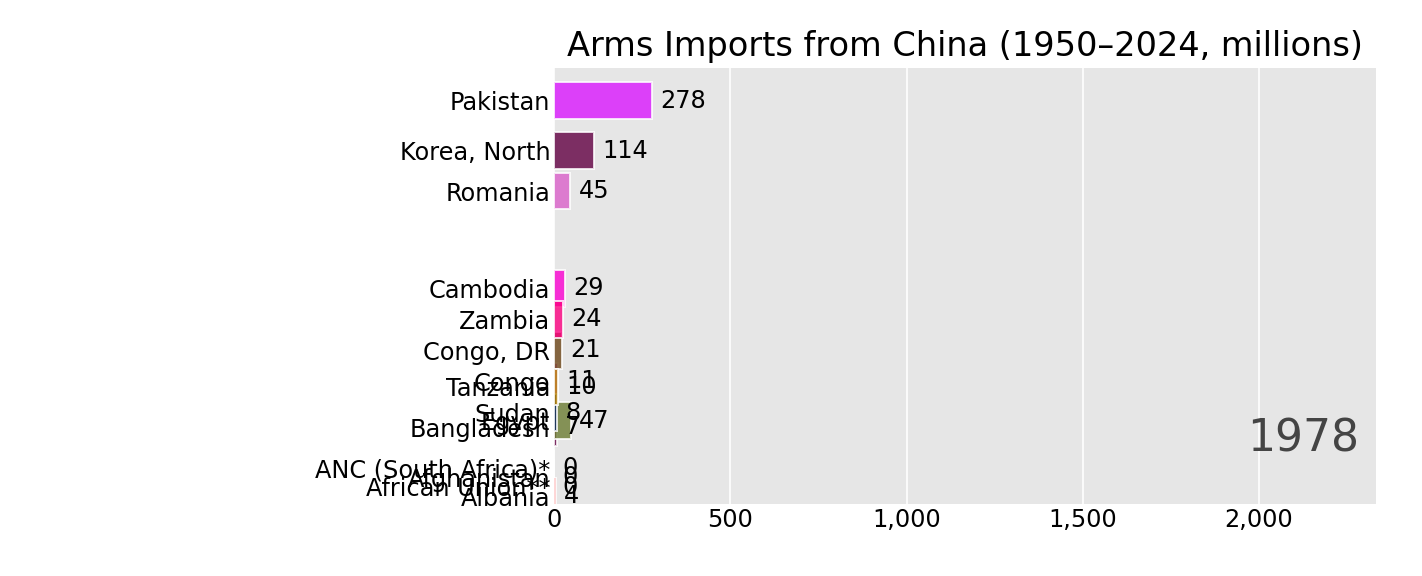 Arms Imports from China (1950–2024, millions)
Pakistan 278
Korea, North 114
Romania 45
Cambodia 29
Zambia 24
Congo, DR 21
Congo 11
Tanzania 10
Sudan 8
Egypt 47
Bangladesh 7
1978
ANC (South Africa)* 0
Afghanistan 0
African Union** 0
Albania 4
0 500 1,000 1,500 2,000